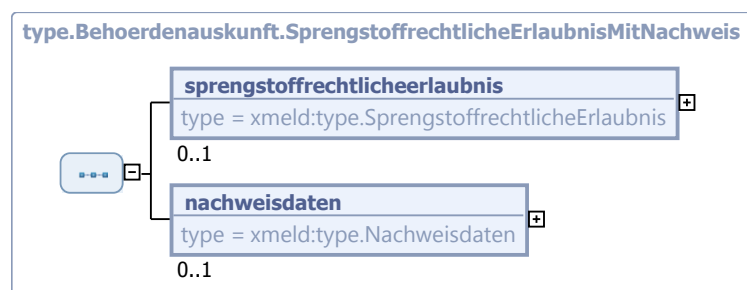 type.Behoerdenauskunft.SprengstoffrechtlicheErlaubnisMitNachweis
sprengstoffrechtlicheerlaubnis
type = xmeld:type.SprengstoffrechtlicheErlaubnis
0..1
nachweisdaten
type = xmeld:type.Nachweisdaten
0..1